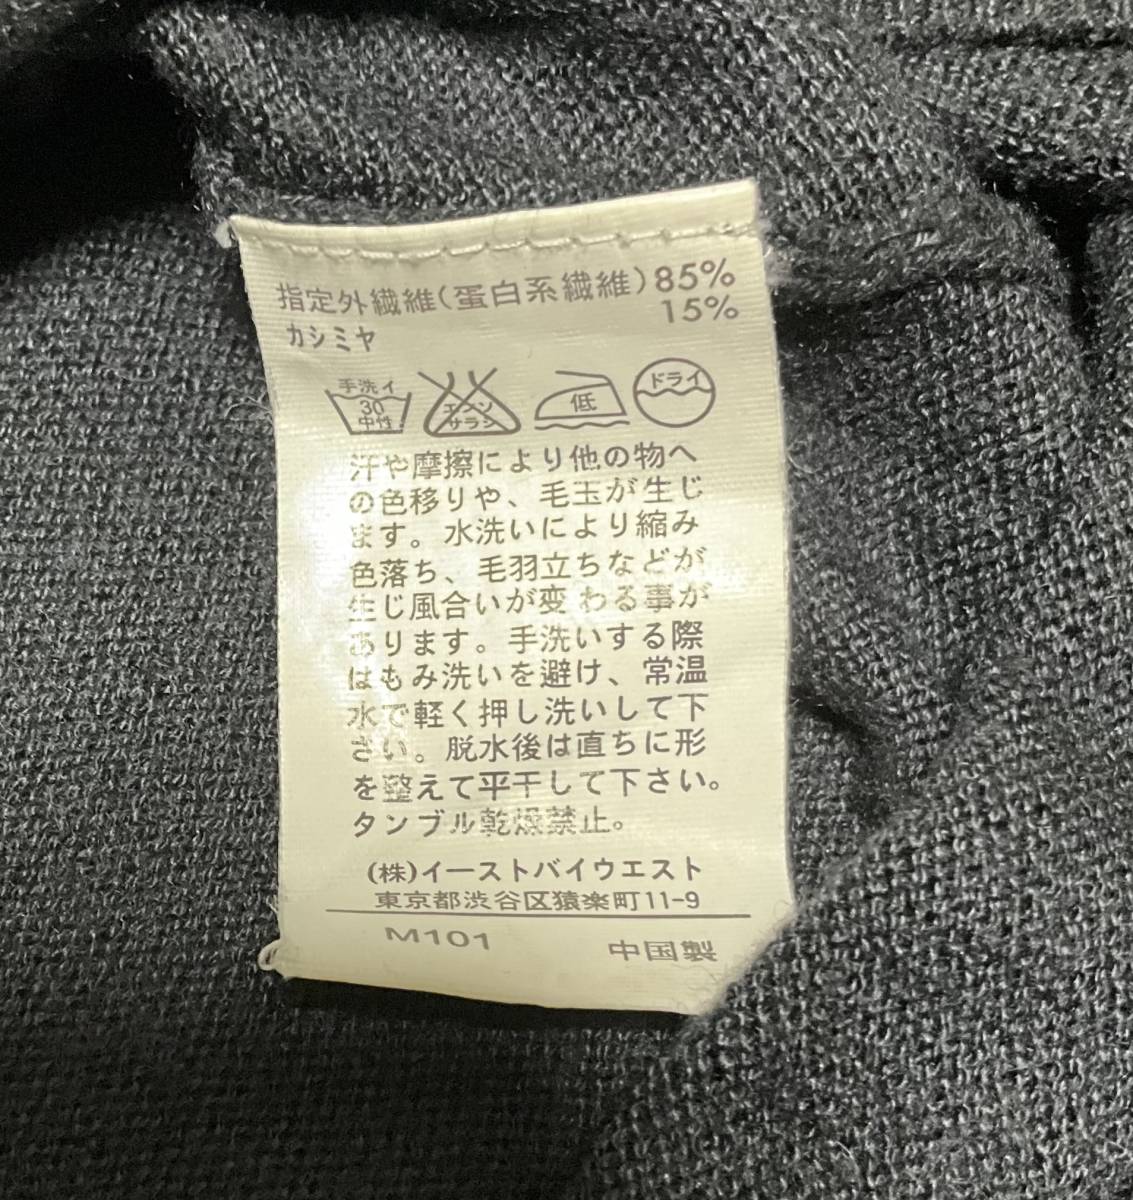 指定外繊維(蛋白系繊維)85%
カシミヤ 15%
手洗イ
30
中性
エンソ
サラシ
低
ドライ
汗や摩擦により他の物へ
の色移りや、毛玉が生じ
ます。水洗いにより縮み
色落ち、毛羽立ちなどが
生じ風合いが変わる事が
あります。手洗いする際
はもみ洗いを避け、常温
水で軽く押し洗いして下
さい。脱水後は直ちに形
を整えて平干して下さい。
タンブル乾燥禁止。
(株)イーストバイウエスト
東京都渋谷区猿楽町11-9
M101 中国製